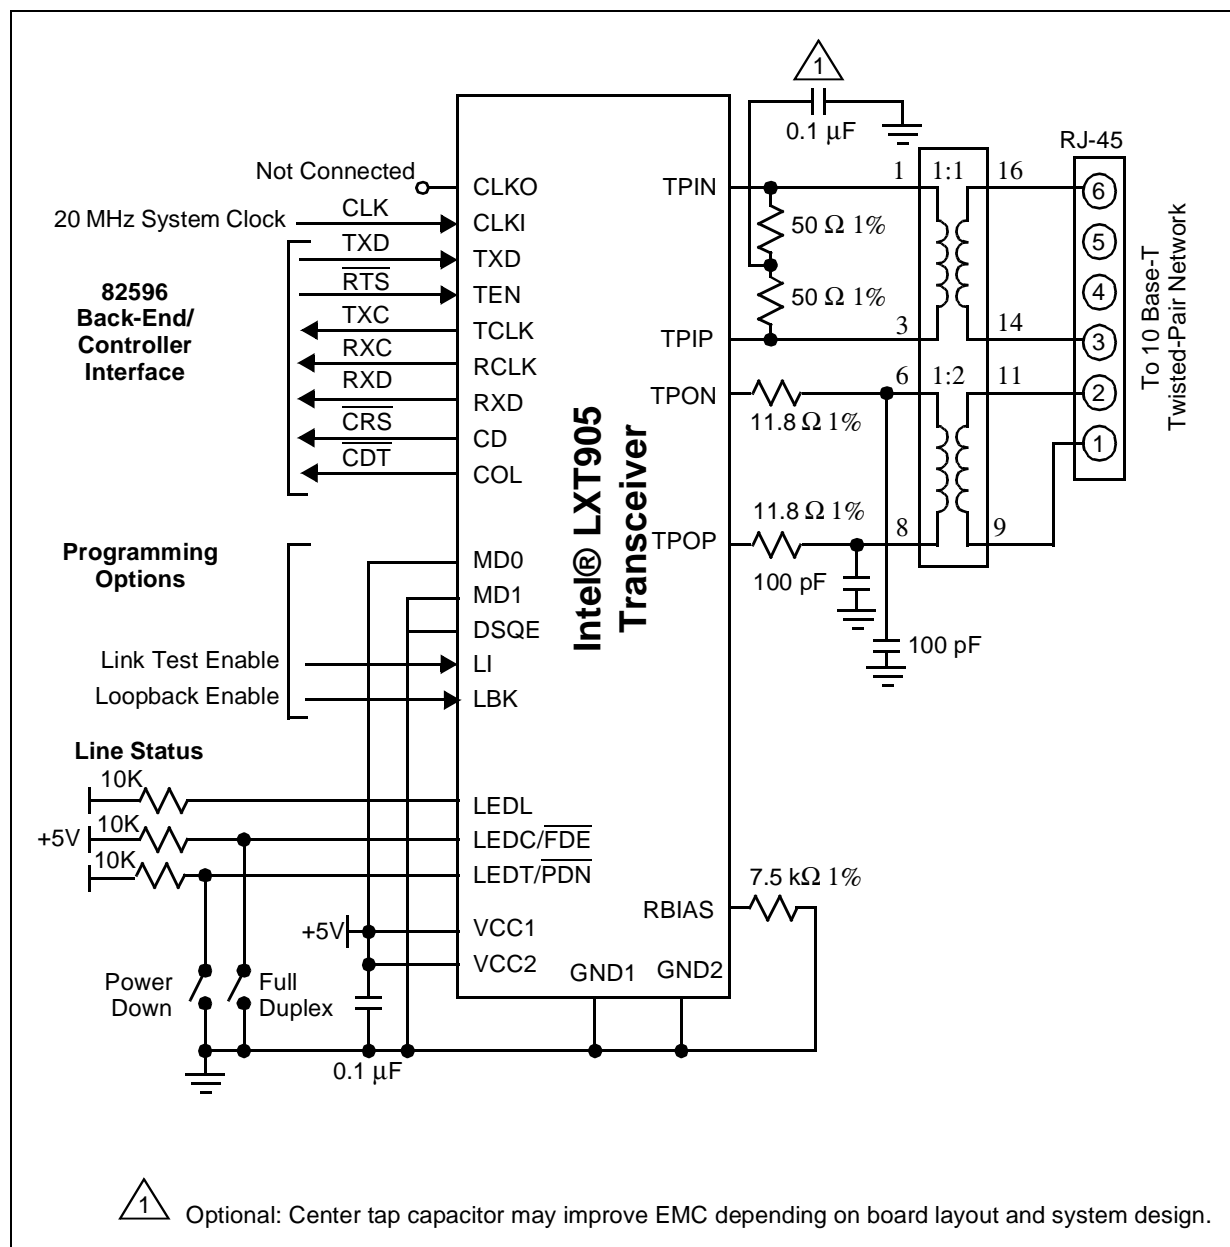 1
0.1 µF
RJ-45
Not Connected
CLKO
TPIN
1
1:1
16
6
20 MHz System Clock
CLK
CLKI
50 Ω 1%
5
TXD
TXD
82596
Back-End/
Controller
Interface
RTS
TEN
50 Ω 1%
4
TXC
TCLK
TPIP
3
14
3
RXC
RCLK
RXD
RXD
TPON
6
1:2
11
2
11.8 Ω 1%
CRS
CD
CDT
COL
1
To 10 Base-T
Twisted-Pair Network
Intel® LXT905
Transceiver
11.8 Ω 1%
TPOP
8
9
100 pF
100 pF
Programming
Options
MD0
MD1
DSQE
Link Test Enable
LI
Loopback Enable
LBK
Line Status
10K
LEDL
+5V
10K
LEDC/FDE
10K
LEDT/PDN
7.5 kΩ 1%
RBIAS
+5V
VCC1
VCC2
GND1
GND2
Power
Down
Full
Duplex
0.1 µF
1
Optional: Center tap capacitor may improve EMC depending on board layout and system design.